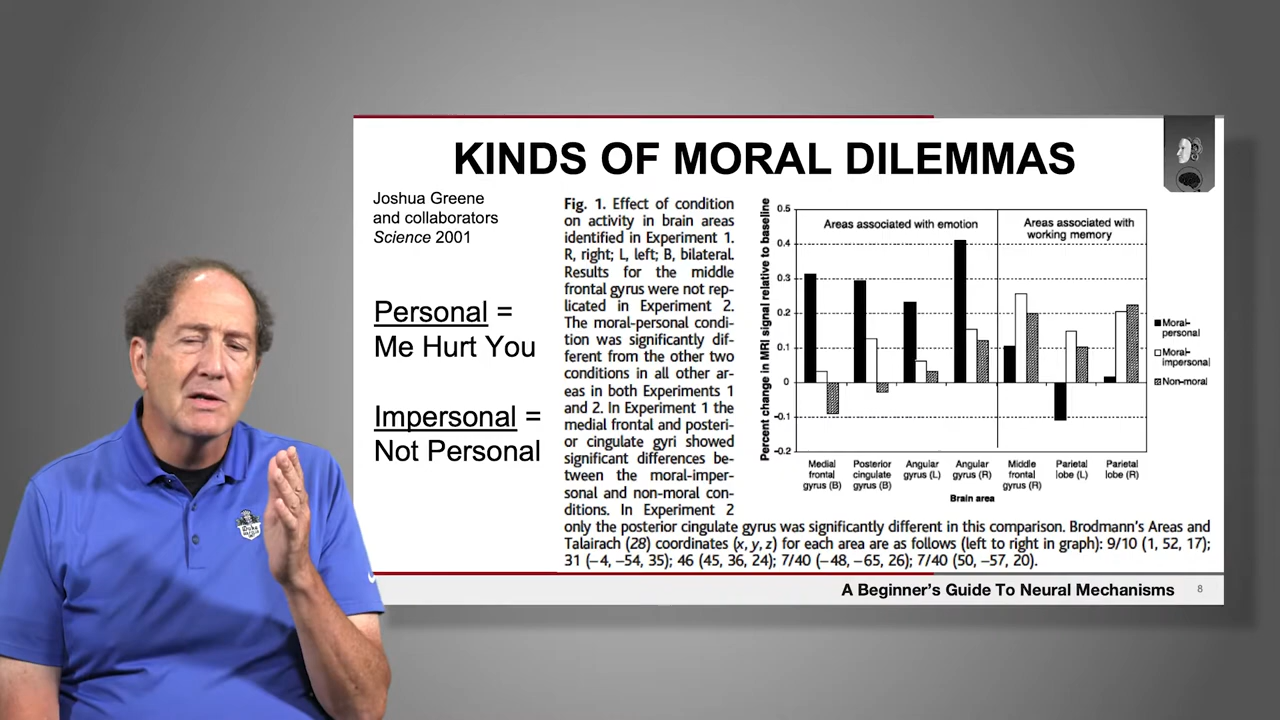 KINDS OF MORAL DILEMMAS
Joshua Greene
and collaborators
Science 2001
Personal =
Me Hurt You
Impersonal =
Not Personal
Fig. 1. Effect of condition
on activity in brain areas
identified in Experiment 1.
R, right; L, left; B, bilateral.
Results for the middle
frontal gyrus were not rep-
licated in Experiment 2.
The moral-personal condi-
tion was significantly dif-
ferent from the other two
conditions in all other ar-
eas in both Experiments 1
and 2. In Experiment 1 the
medial frontal and posteri-
or cingulate gyri showed
significant differences be-
tween the moral-imper-
sonal and non-moral con-
ditions. In Experiment 2
only the posterior cingulate gyrus was significantly different in this comparison. Brodmann's Areas and
Talairach (28) coordinates (x, y, z) for each area are as follows (left to right in graph): 9/10 (1, 52, 17);
31 (−4, −54, 35); 46 (45, 36, 24); 7/40 (−48, −65, 26); 7/40 (50, −57, 20).
Percent change in MRI signal relative to baseline
0.5
0.4
0.3
0.2
0.1
0
-0.1
-0.2
Areas associated with emotion
Areas associated with
working memory
Medial
frontal
gyrus (B)
Posterior
cingulate
gyrus (B)
Angular
gyrus (L)
Angular
gyrus (R)
Middle
frontal
gyrus (R)
Parietal
lobe (L)
Parietal
lobe (R)
Brain area
Moral-
personal
Moral-
impersonal
Non-moral
A Beginner's Guide To Neural Mechanisms
8
Duke